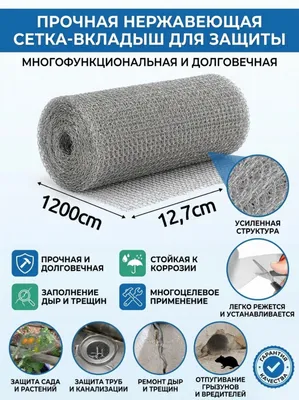 ПРОЧНАЯ НЕРЖАВЕЮЩАЯ
СЕТКА-ВКЛАДЫШ ДЛЯ ЗАЩИТЫ
МНОГОФУНКЦИОНАЛЬНАЯ И ДОЛГОВЕЧНАЯ
1200cm
12,7cm
УСИЛЕННАЯ
СТРУКТУРА
ПРОЧНАЯ И
ДОЛГОВЕЧНАЯ
СТОЙКАЯ К
КОРРОЗИИ
ЗАПОЛНЕНИЕ
ДЫР И ТРЕЩИН
МНОГОЦЕЛЕВОЕ
ПРИМЕНЕНИЕ
ЛЕГКО РЕЖЕТСЯ
И УСТАНАВЛИВАЕТСЯ
ЗАЩИТА САДА
И РАСТЕНИЙ
ЗАЩИТА ТРУБ
И КАНАЛИЗАЦИИ
РЕМОНТ ДЫР И
ТРЕЩИН
ОТПУГИВАНИЕ
ГРЫЗУНОВ
И ВРЕДИТЕЛЕЙ
ГАРАНТИЯ
КАЧЕСТВА